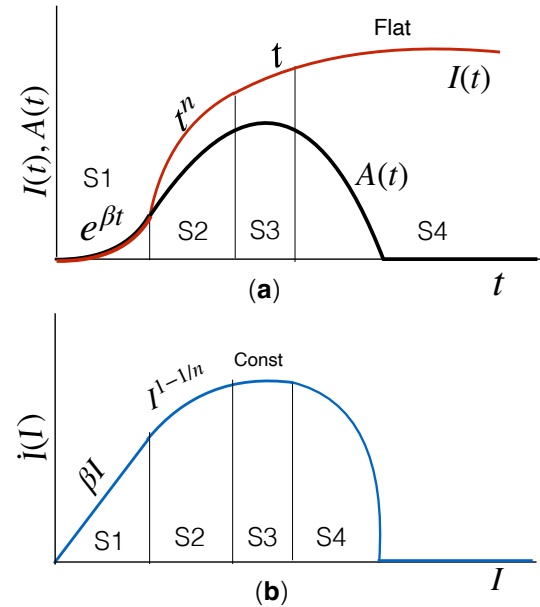 Flat
t
I(t)
t^n
I(t), A(t)
S1
A(t)
e^{βt}
S2
S3
S4
(a)
t
Const
I^{1−1/n}
İ(I)
βI
S1
S2
S3
S4
(b)
I